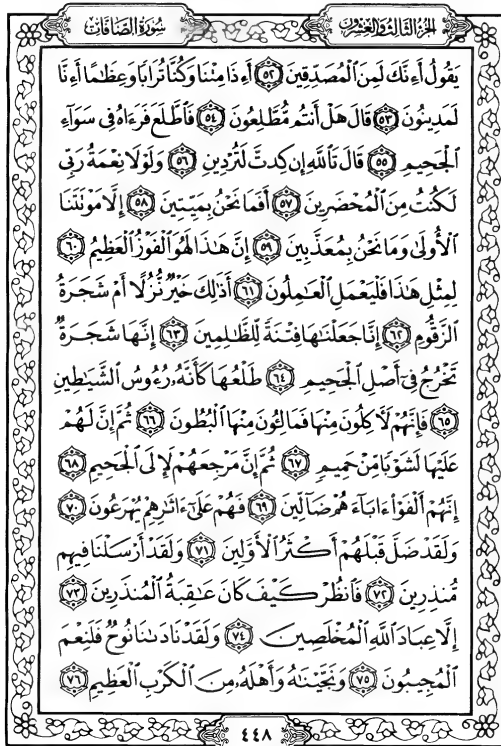 الجزء الثالث والعشرون
سورة الصافات
يَقُولُ أَءِنَّكَ لَمِنَ ٱلْمُصَدِّقِينَ ٥٢ أَءِذَا مِتْنَا وَكُنَّا تُرَابًا وَعِظَٰمًا أَءِنَّا
لَمَدِينُونَ ٥٣ قَالَ هَلْ أَنتُم مُّطَّلِعُونَ ٥٤ فَٱطَّلَعَ فَرَءَاهُ فِى سَوَآءِ
ٱلْجَحِيمِ ٥٥ قَالَ تَٱللَّهِ إِن كِدتَّ لَتُرْدِينِ ٥٦ وَلَوْلَا نِعْمَةُ رَبِّى
لَكُنتُ مِنَ ٱلْمُحْضَرِينَ ٥٧ أَفَمَا نَحْنُ بِمَيِّتِينَ ٥٨ إِلَّا مَوْتَتَنَا
ٱلْأُولَىٰ وَمَا نَحْنُ بِمُعَذَّبِينَ ٥٩ إِنَّ هَٰذَا لَهُوَ ٱلْفَوْزُ ٱلْعَظِيمُ ٦٠
لِمِثْلِ هَٰذَا فَلْيَعْمَلِ ٱلْعَٰمِلُونَ ٦١ أَذَٰلِكَ خَيْرٌ نُّزُلًا أَمْ شَجَرَةُ
ٱلزَّقُّومِ ٦٢ إِنَّا جَعَلْنَٰهَا فِتْنَةً لِّلظَّٰلِمِينَ ٦٣ إِنَّهَا شَجَرَةٌ
تَخْرُجُ فِىٓ أَصْلِ ٱلْجَحِيمِ ٦٤ طَلْعُهَا كَأَنَّهُۥ رُءُوسُ ٱلشَّيَٰطِينِ
٦٥ فَإِنَّهُمْ لَءَاكِلُونَ مِنْهَا فَمَالِـُٔونَ مِنْهَا ٱلْبُطُونَ ٦٦ ثُمَّ إِنَّ لَهُمْ
عَلَيْهَا لَشَوْبًا مِّنْ حَمِيمٍ ٦٧ ثُمَّ إِنَّ مَرْجِعَهُمْ لَإِلَى ٱلْجَحِيمِ ٦٨
إِنَّهُمْ أَلْفَوْا۟ ءَابَآءَهُمْ ضَآلِّينَ ٦٩ فَهُمْ عَلَىٰٓ ءَاثَٰرِهِمْ يُهْرَعُونَ ٧٠
وَلَقَدْ ضَلَّ قَبْلَهُمْ أَكْثَرُ ٱلْأَوَّلِينَ ٧١ وَلَقَدْ أَرْسَلْنَا فِيهِم
مُّنذِرِينَ ٧٢ فَٱنظُرْ كَيْفَ كَانَ عَٰقِبَةُ ٱلْمُنذَرِينَ ٧٣
إِلَّا عِبَادَ ٱللَّهِ ٱلْمُخْلَصِينَ ٧٤ وَلَقَدْ نَادَىٰنَا نُوحٌ فَلَنِعْمَ
ٱلْمُجِيبُونَ ٧٥ وَنَجَّيْنَٰهُ وَأَهْلَهُۥ مِنَ ٱلْكَرْبِ ٱلْعَظِيمِ ٧٦
٤٤٨